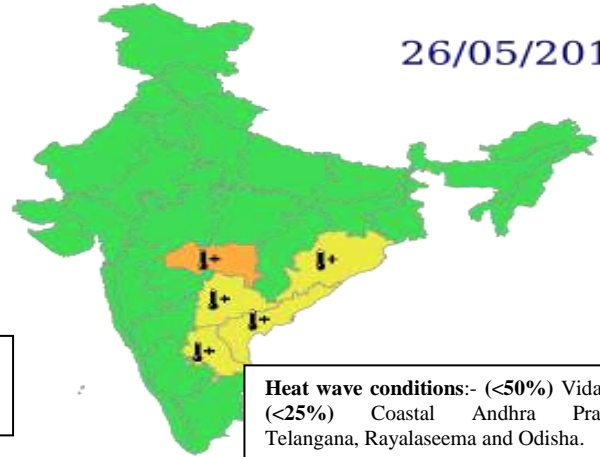 26/05/201
Heat wave conditions:- (<50%) Vida
(<25%) Coastal Andhra Pra
Telangana, Rayalaseema and Odisha.